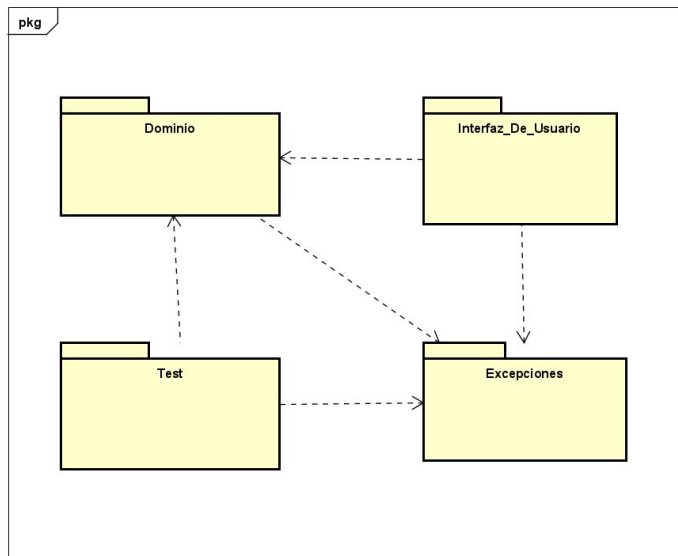 pkg
Dominio
Interfaz_De_Usuario
Test
Excepciones